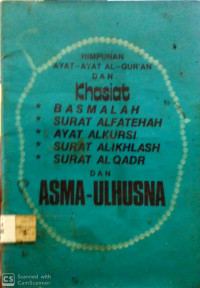 HIMPUNAN
AYAT-AYAT AL-QUR'AN
DAN
Khasiat
* BASMALAH
* SURAT ALFATEHAH
* AYAT ALKURSI
* SURAT ALIKHLASH
* SURAT ALQADR
DAN
ASMA-ULHUSNA
CS Scanned with
CamScanner